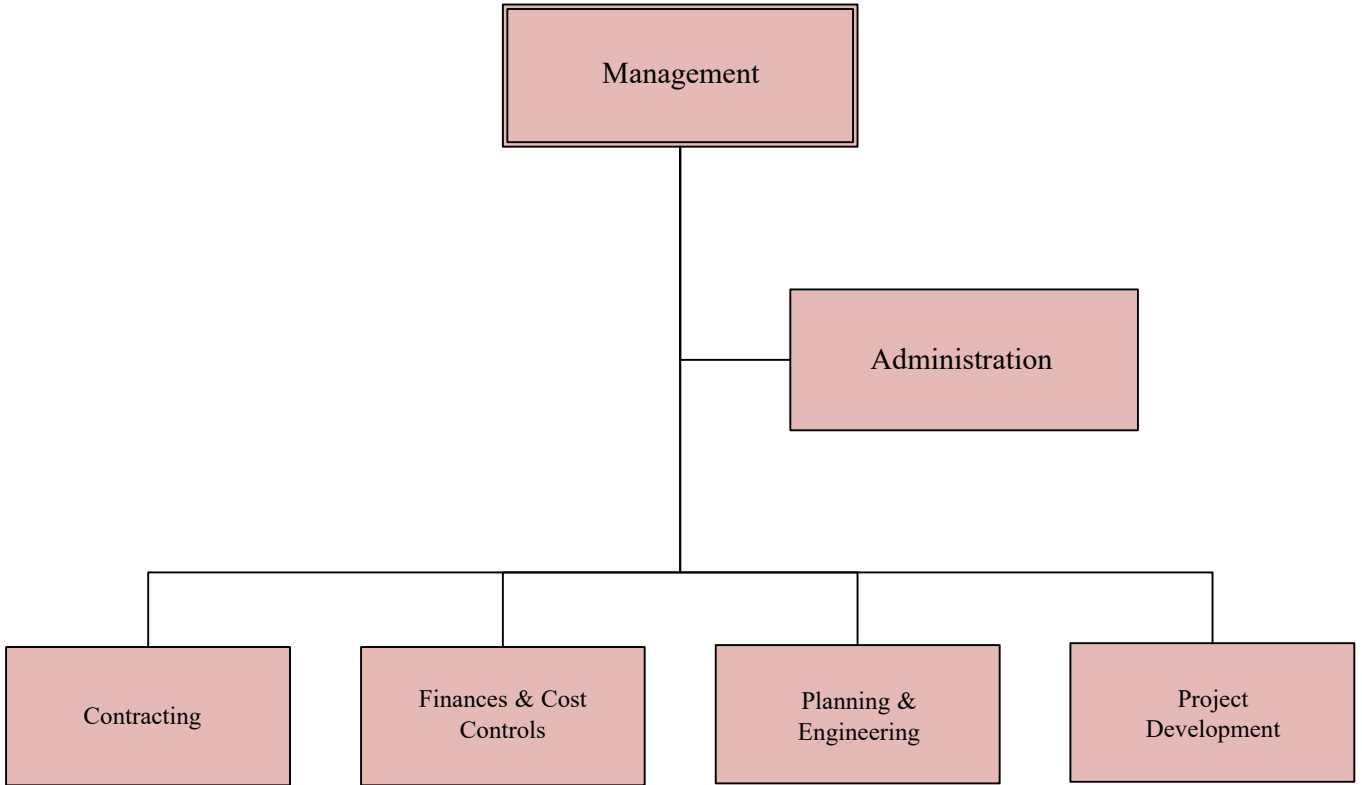 Management
Administration
Contracting
Finances & Cost
Controls
Planning &
Engineering
Project
Development